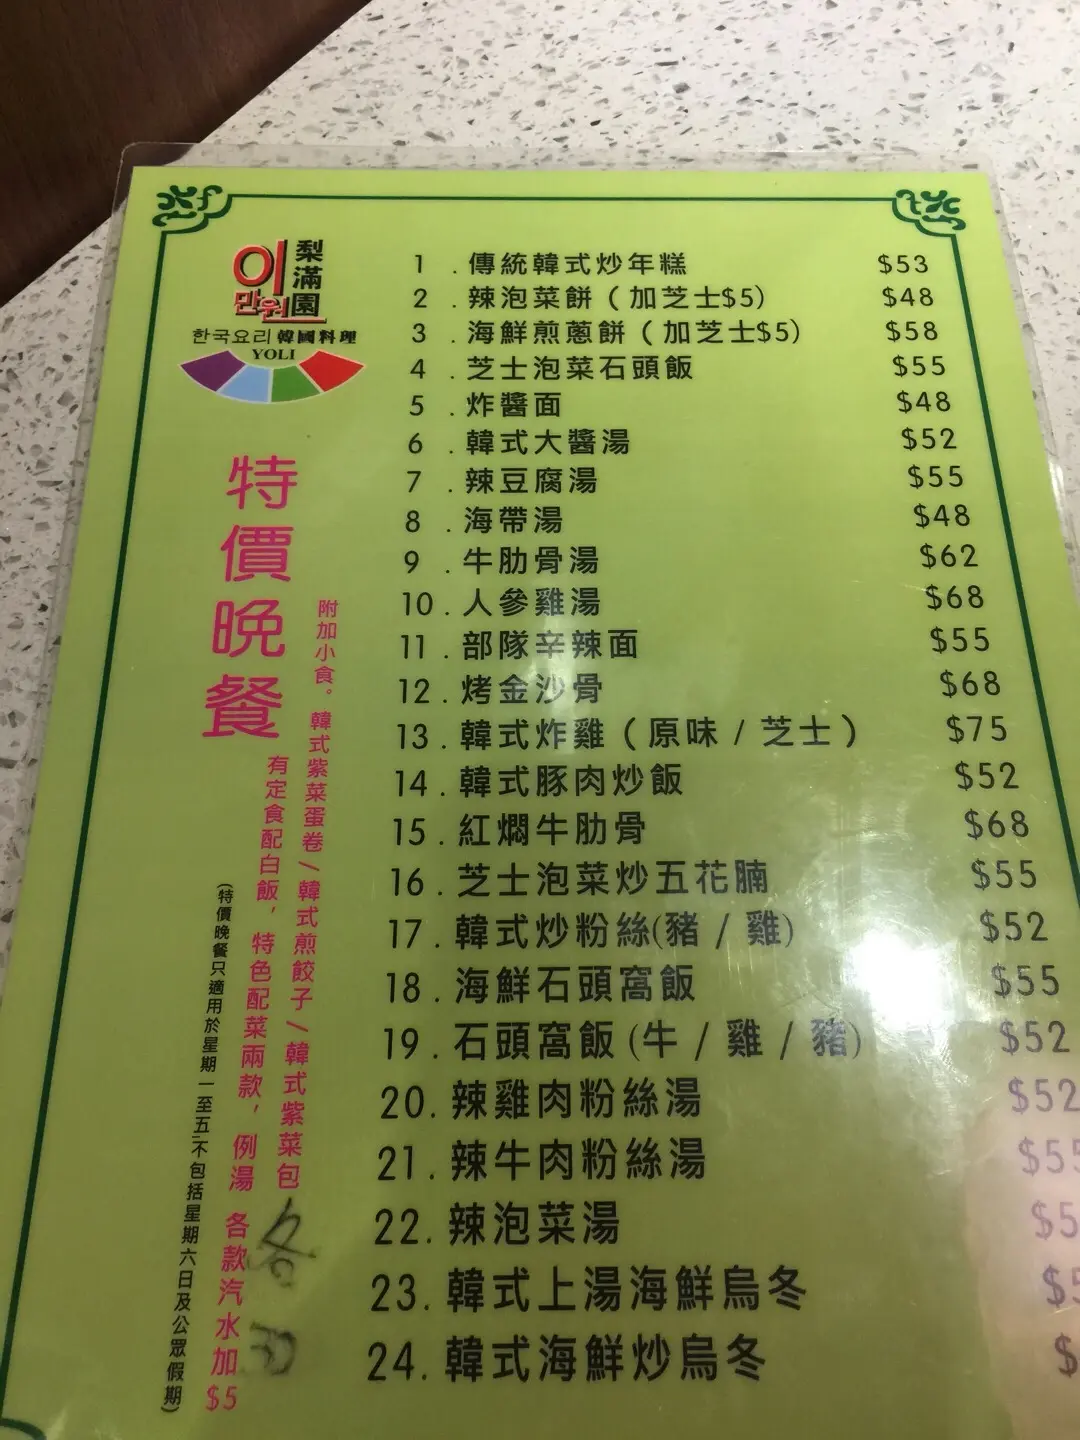 이만원
梨滿園
한국요리 韓國料理
YOLI
特價晚餐
附加小食。韓式紫菜蛋卷/韓式煎餃子/韓式紫菜包
有定食配白飯，特色配菜兩款，例湯 各款汽水加$5
(特價晚餐只適用於星期一至五不包括星期六日及公眾假期)
1 . 傳統韓式炒年糕 $53
2 . 辣泡菜餅（加芝士$5） $48
3 . 海鮮煎蔥餅（加芝士$5） $58
4 . 芝士泡菜石頭飯 $55
5 . 炸醬面 $48
6 . 韓式大醬湯 $52
7 . 辣豆腐湯 $55
8 . 海帶湯 $48
9 . 牛肋骨湯 $62
10 . 人參雞湯 $68
11 . 部隊辛辣面 $55
12 . 烤金沙骨 $68
13 . 韓式炸雞（原味 / 芝士） $75
14 . 韓式豚肉炒飯 $52
15 . 紅燜牛肋骨 $68
16 . 芝士泡菜炒五花腩 $55
17 . 韓式炒粉絲(豬 / 雞) $52
18 . 海鮮石頭窩飯 $55
19 . 石頭窩飯 (牛 / 雞 / 豬) $52
20. 辣雞肉粉絲湯 $52
21 . 辣牛肉粉絲湯 $55
22. 辣泡菜湯 $5
23. 韓式上湯海鮮烏冬 $5
24. 韓式海鮮炒烏冬 $